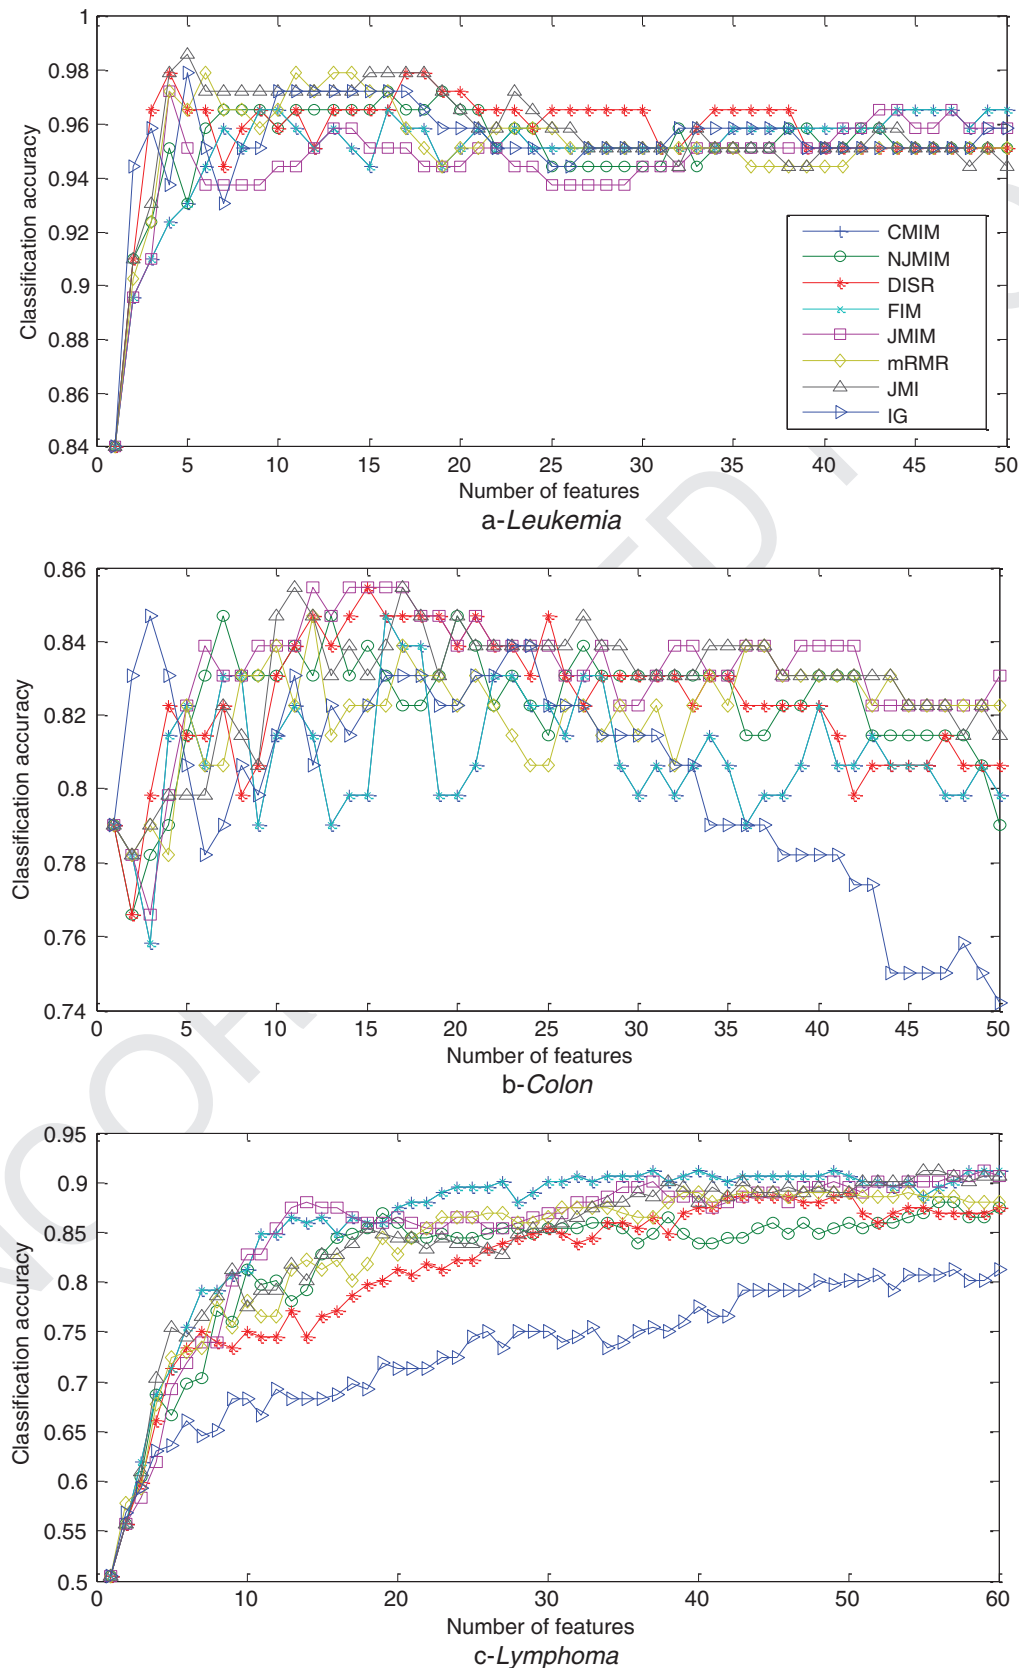 1
0.98
0.96
0.94
0.92
0.9
0.88
0.86
0.84
Classification accuracy
0 5 10 15 20 25 30 35 40 45 50
Number of features
a-Leukemia
CMIM
NJMIM
DISR
FIM
JMIM
mRMR
JMI
IG
0.86
0.84
0.82
0.8
0.78
0.76
0.74
Classification accuracy
0 5 10 15 20 25 30 35 40 45 50
Number of features
b-Colon
0.95
0.9
0.85
0.8
0.75
0.7
0.65
0.6
0.55
0.5
Classification accuracy
0 10 20 30 40 50 60
Number of features
c-Lymphoma